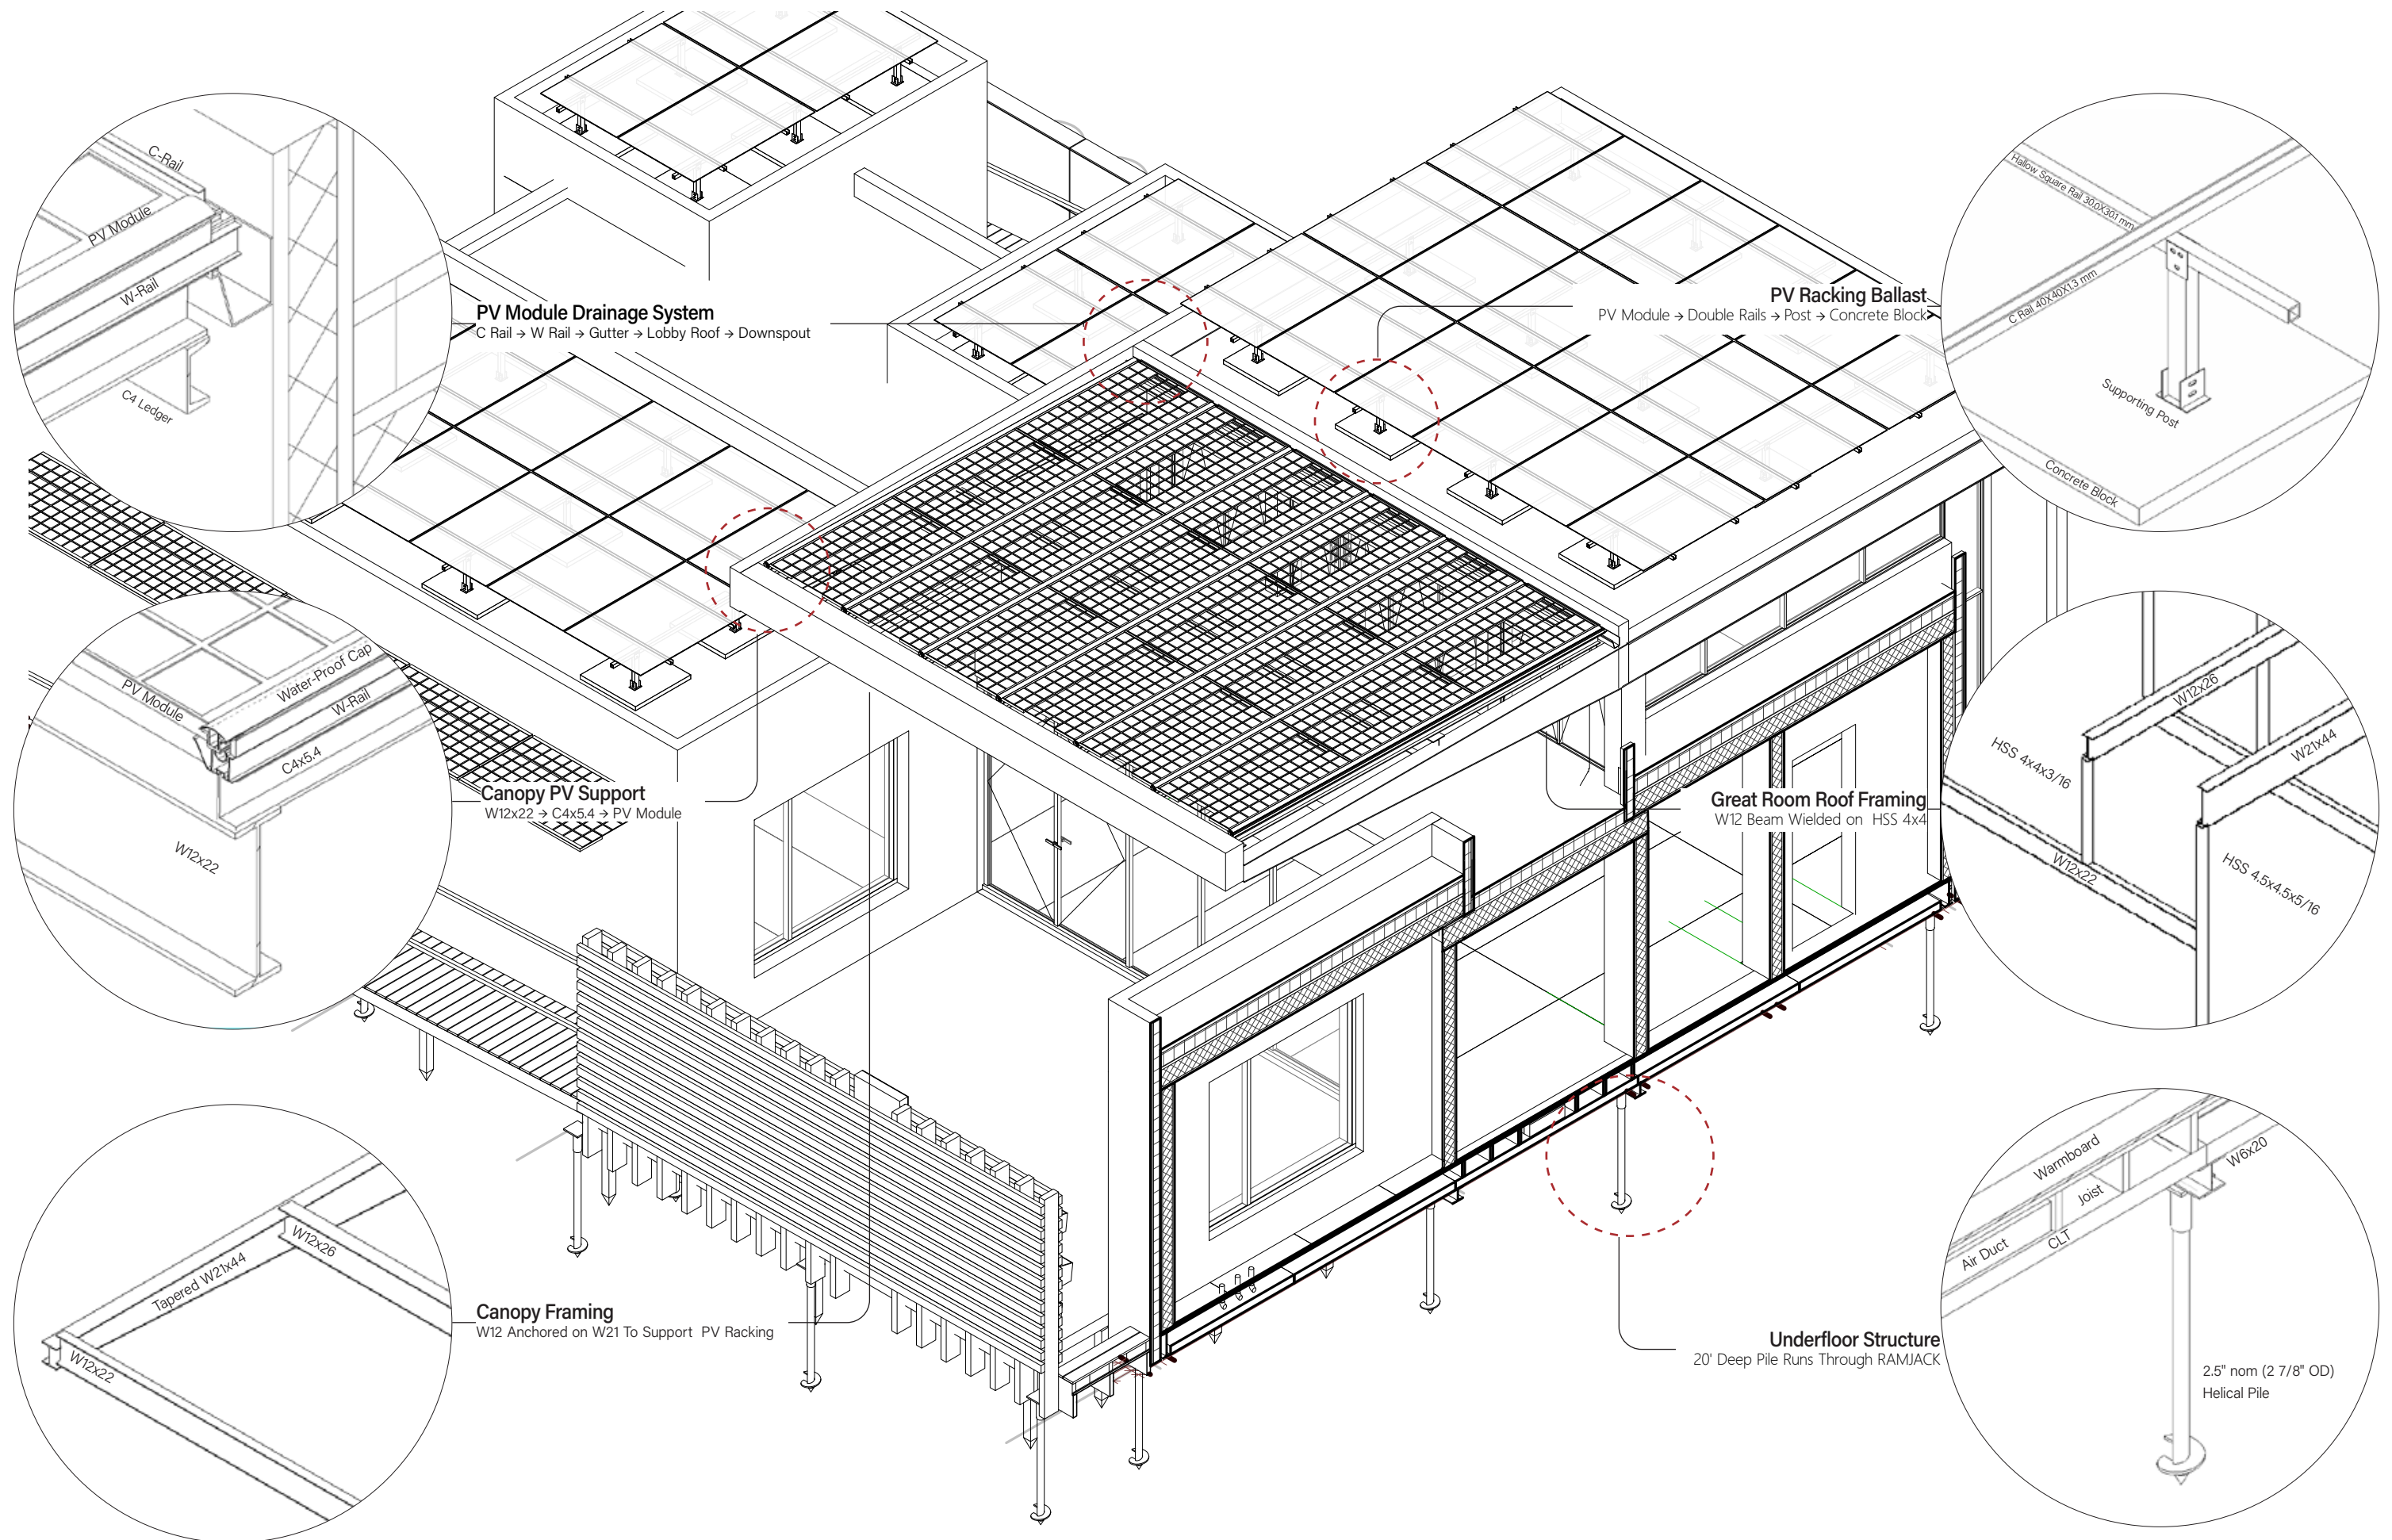 C-Rail
PV Module
W-Rail
C4 Ledger
PV Module Drainage System
C Rail → W Rail → Gutter → Lobby Roof → Downspout
PV Racking Ballast
PV Module → Double Rails → Post → Concrete Block
Hallow Square Rail 30.0X30.1 mm
C Rail 40X40X1.3 mm
Supporting Post
Concrete Block
Water-Proof Cap
PV Module
W-Rail
C4x5.4
W12x22
Canopy PV Support
W12x22 → C4x5.4 → PV Module
Great Room Roof Framing
W12 Beam Wielded on HSS 4x4
W12x26
W21x44
HSS 4x4x3/16
W12x22
HSS 4.5x4.5x5/16
W12x26
Tapered W21x44
W12x22
Canopy Framing
W12 Anchored on W21 To Support PV Racking
Underfloor Structure
20' Deep Pile Runs Through RAMJACK
Warmboard
W6x20
Joist
Air Duct
CLT
2.5" nom (2 7/8" OD)
Helical Pile